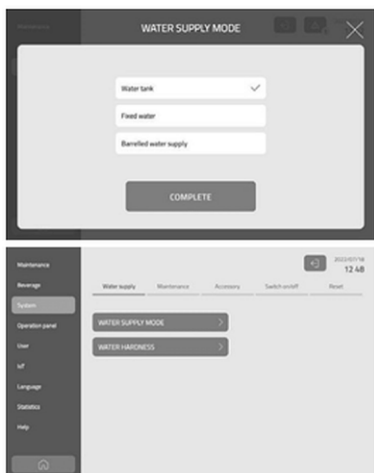 Maintenance
WATER SUPPLY MODE
Water tank
Fixed water
Barrelled water supply
COMPLETE
Maintenance
2022/07/18
12 48
Beverage
Water supply
Maintenance
Accessory
Switch on/off
Reset
System
Operation panel
WATER SUPPLY MODE
User
WATER HARDNESS
IoT
Language
Statistics
Help